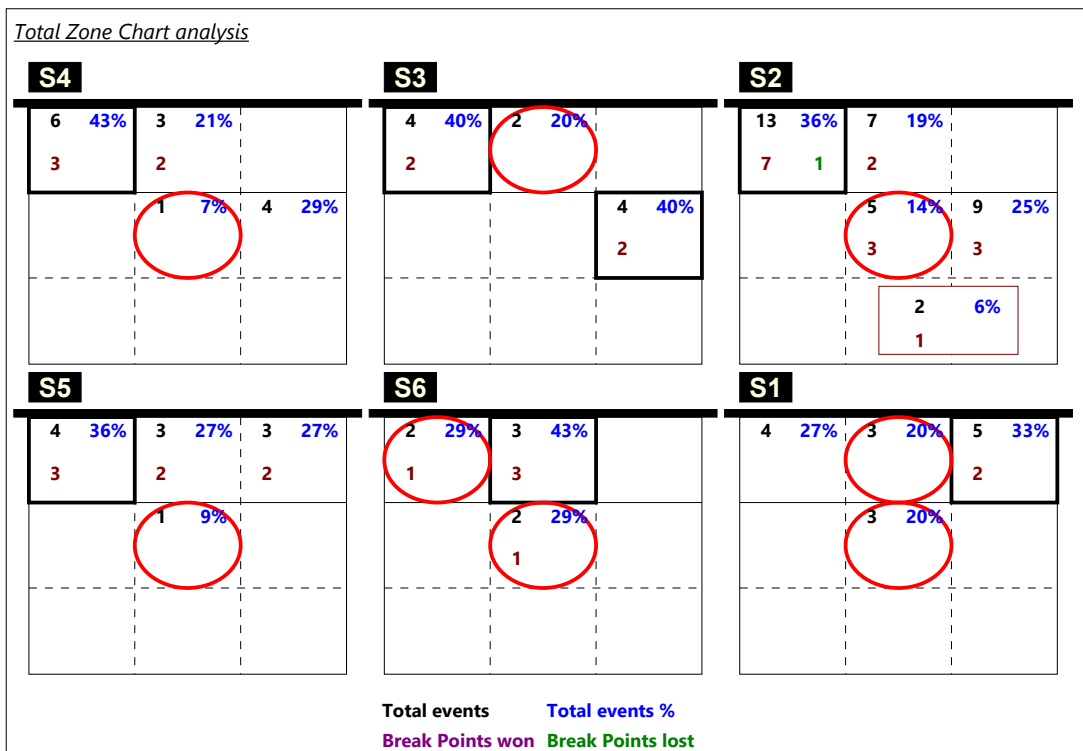 Total Zone Chart analysis
S4 S3 S2
6 43% 3 21% 4 40% 2 20% 13 36% 7 19%
3 2 2 7 1 2
1 7% 4 29% 4 40% 5 14% 9 25%
2 3 3
2 6%
1
S5 S6 S1
4 36% 3 27% 3 27% 2 29% 3 43% 4 27% 3 20% 5 33%
3 2 2 1 3 2
1 9% 2 29% 3 20%
1
Total events Total events %
Break Points won Break Points lost